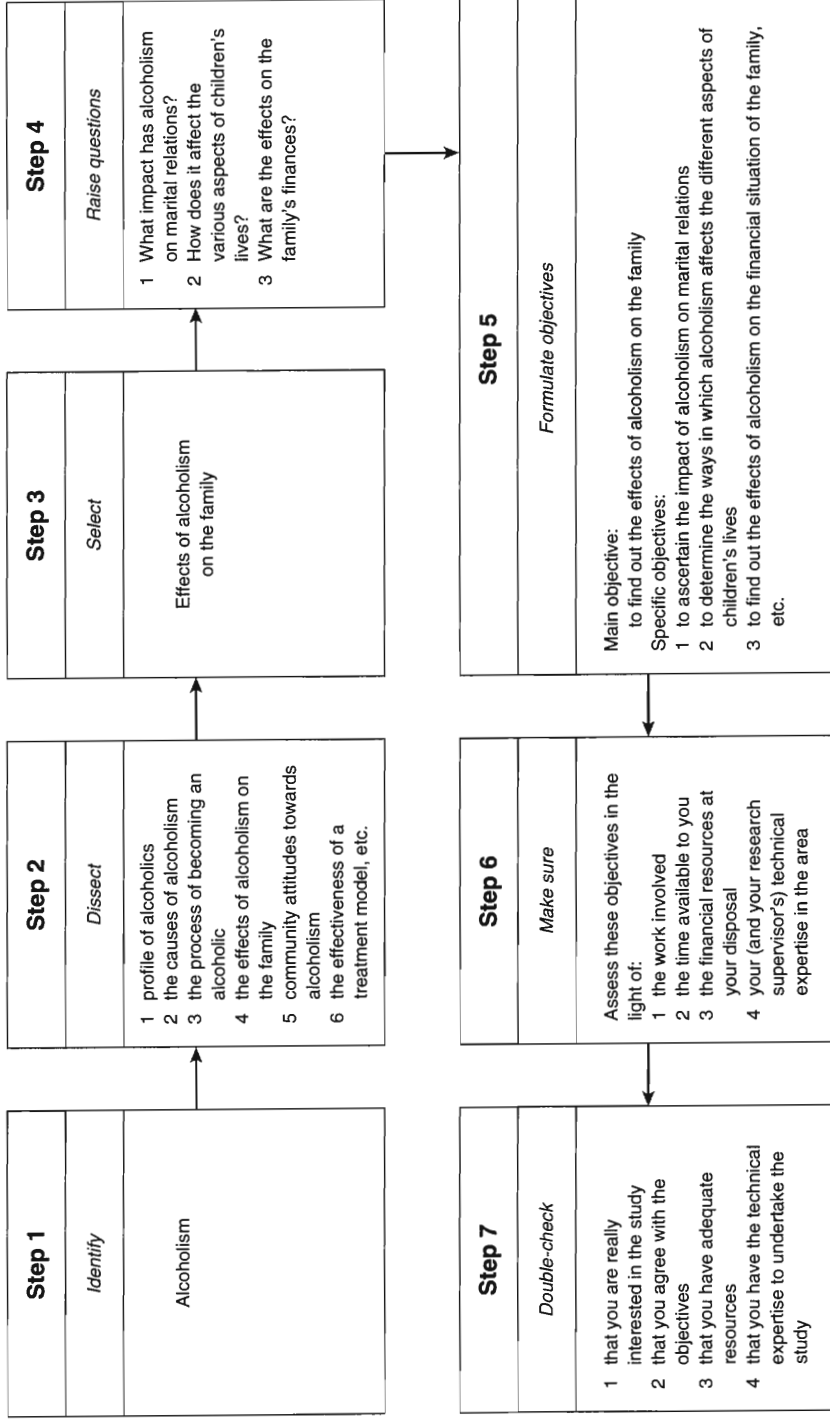 Step 1
Identify
Alcoholism
Step 2
Dissect
1 profile of alcoholics
2 the causes of alcoholism
3 the process of becoming an
alcoholic
4 the effects of alcoholism on
the family
5 community attitudes towards
alcoholism
6 the effectiveness of a
treatment model, etc.
Step 3
Select
Effects of alcoholism
on the family
Step 4
Raise questions
1 What impact has alcoholism
on marital relations?
2 How does it affect the
various aspects of children's
lives?
3 What are the effects on the
family's finances?
Step 5
Formulate objectives
Main objective:
to find out the effects of alcoholism on the family
Specific objectives:
1 to ascertain the impact of alcoholism on marital relations
2 to determine the ways in which alcoholism affects the different aspects of
children's lives
3 to find out the effects of alcoholism on the financial situation of the family,
etc.
Step 6
Make sure
Assess these objectives in the
light of:
1 the work involved
2 the time available to you
3 the financial resources at
your disposal
4 your (and your research
supervisor's) technical
expertise in the area
Step 7
Double-check
1 that you are really
interested in the study
2 that you agree with the
objectives
3 that you have adequate
resources
4 that you have the technical
expertise to undertake the
study